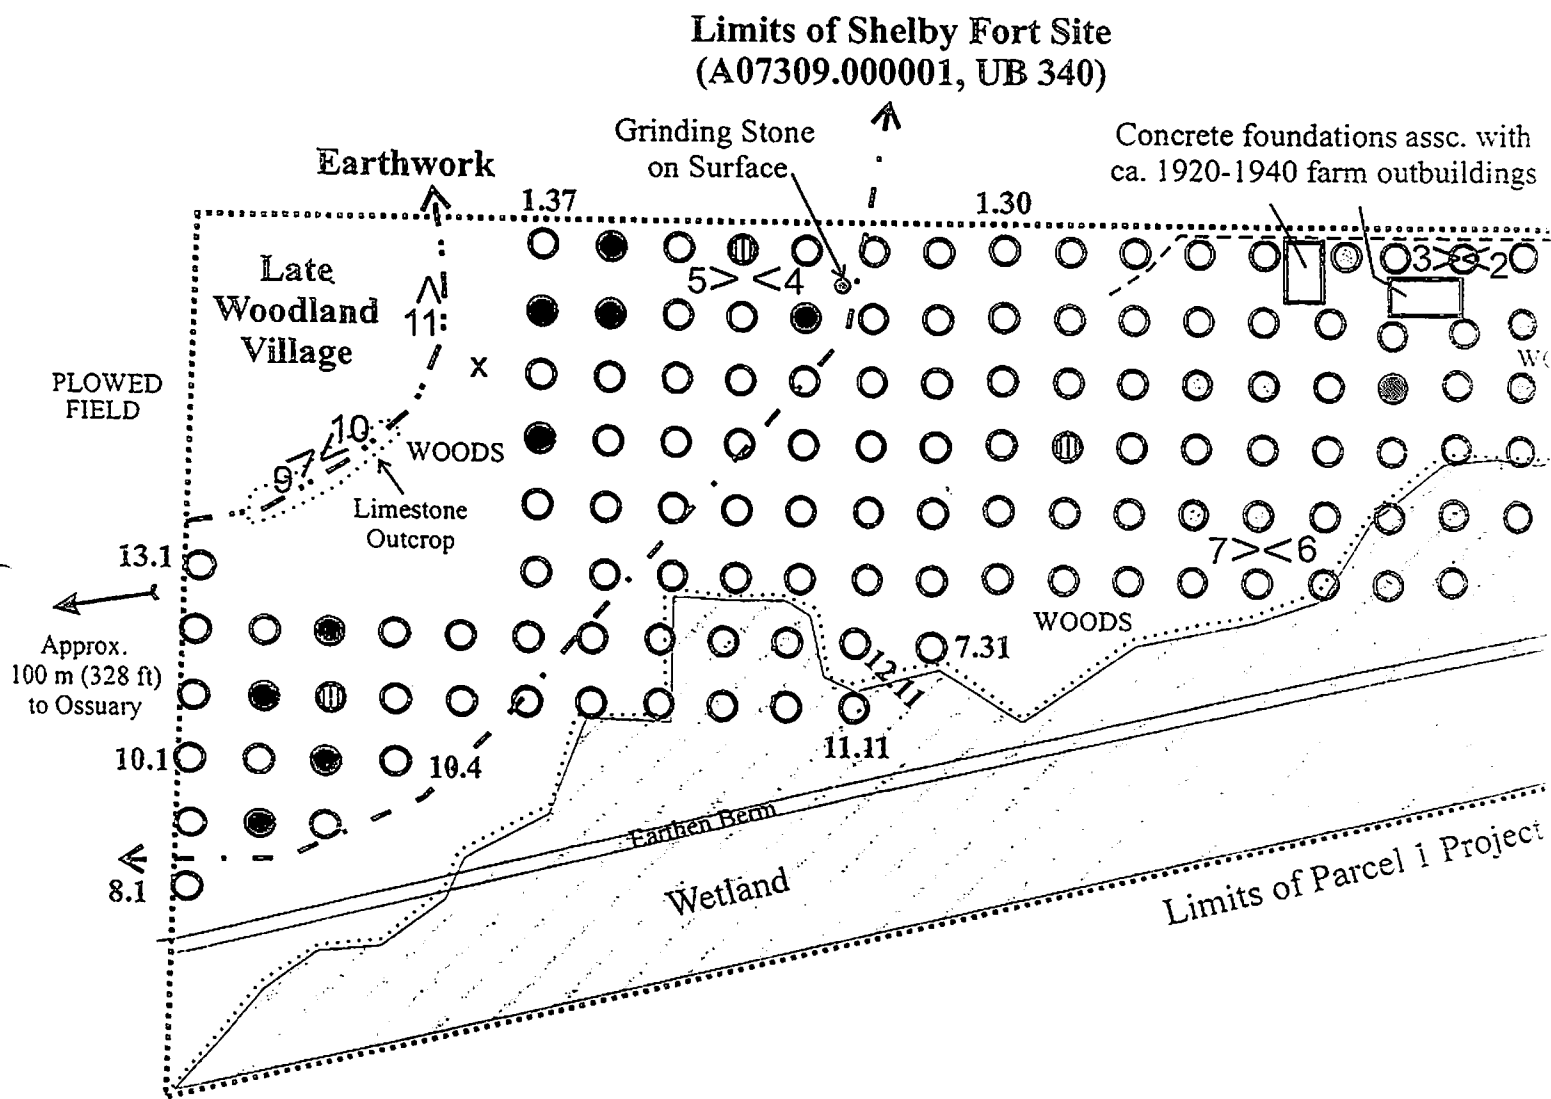 Limits of Shelby Fort Site
(A07309.000001, UB 340)
Grinding Stone
on Surface
Concrete foundations assc. with
ca. 1920-1940 farm outbuildings
Earthwork
1.37
1.30
Late
Woodland
Village
11
5> <4
3> <2
x
PLOWED
FIELD
10
9
WOODS
Limestone
Outcrop
13.1
7><6
Approx.
100 m (328 ft)
to Ossuary
WOODS
7.31
12.11
11.11
10.1
10.4
8.1
Earthen Berm
Wetland
Limits of Parcel 1 Project